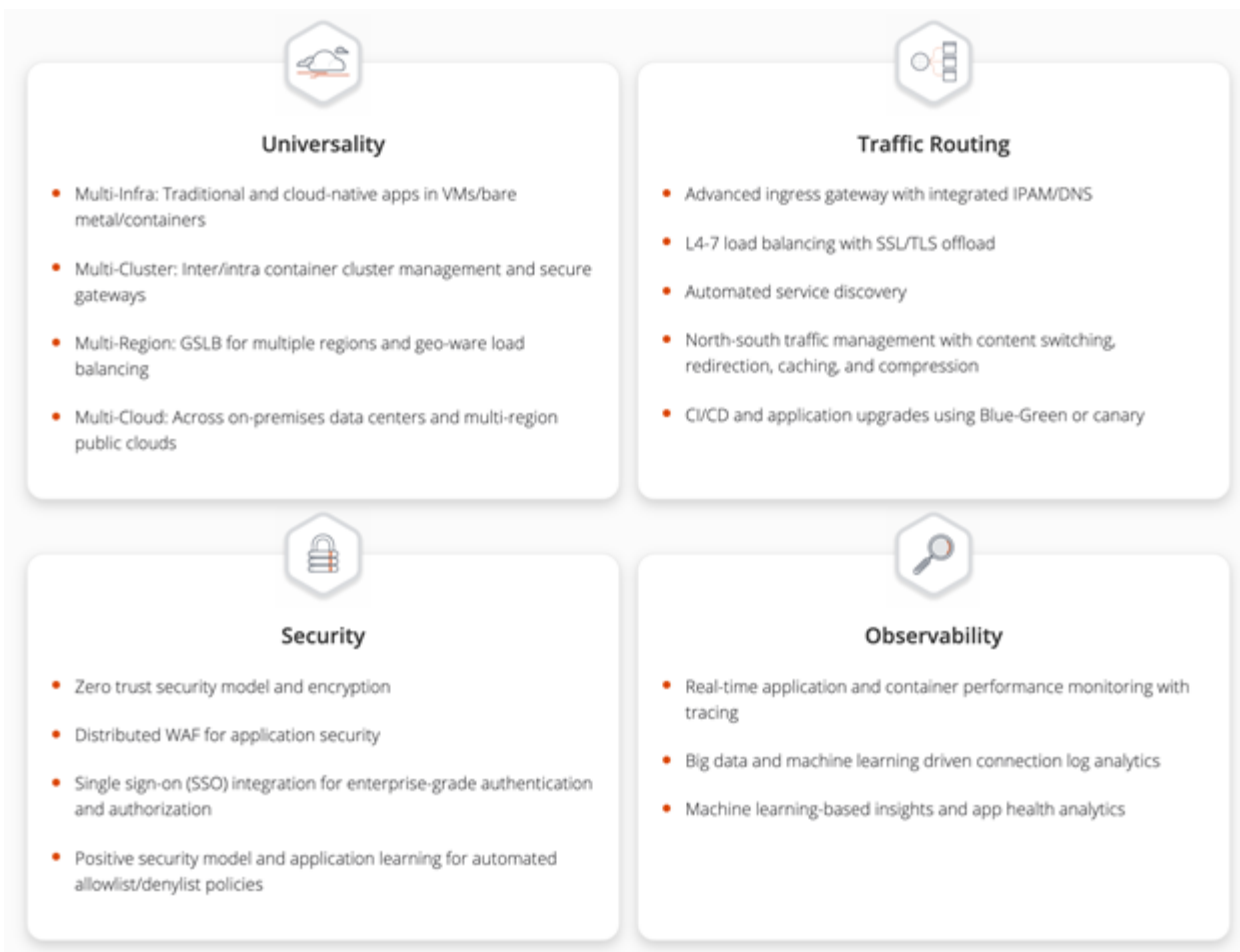 Universality
Multi-Infra: Traditional and cloud-native apps in VMs/bare
metal/containers
Multi-Cluster: Inter/intra container cluster management and secure
gateways
Multi-Region: GSLB for multiple regions and geo-ware load
balancing
Multi-Cloud: Across on-premises data centers and multi-region
public clouds
Traffic Routing
Advanced ingress gateway with integrated IPAM/DNS
L4-7 load balancing with SSL/TLS offload
Automated service discovery
North-south traffic management with content switching,
redirection, caching, and compression
CI/CD and application upgrades using Blue-Green or canary
Security
Zero trust security model and encryption
Distributed WAF for application security
Single sign-on (SSO) integration for enterprise-grade authentication
and authorization
Positive security model and application learning for automated
allowlist/denylist policies
Observability
Real-time application and container performance monitoring with
tracing
Big data and machine learning driven connection log analytics
Machine learning-based insights and app health analytics